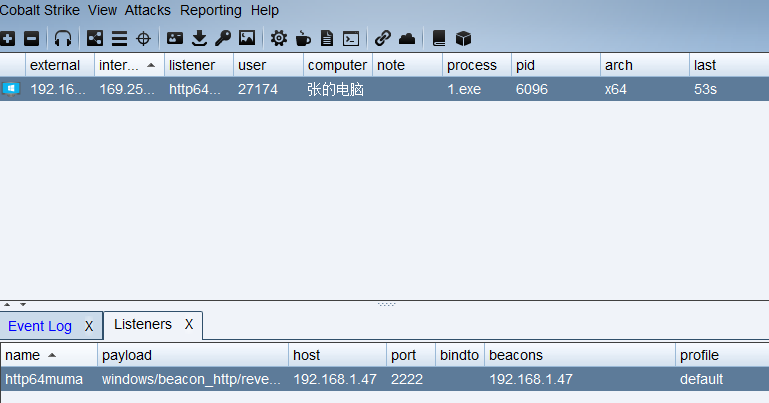 Cobalt Strike View Attacks Reporting Help
external inter... listener user computer note process pid arch last
192.16... 169.25... http64... 27174 张的电脑 1.exe 6096 x64 53s
Event Log X Listeners X
name payload host port bindto beacons profile
http64muma windows/beacon_http/reve... 192.168.1.47 2222 192.168.1.47 default